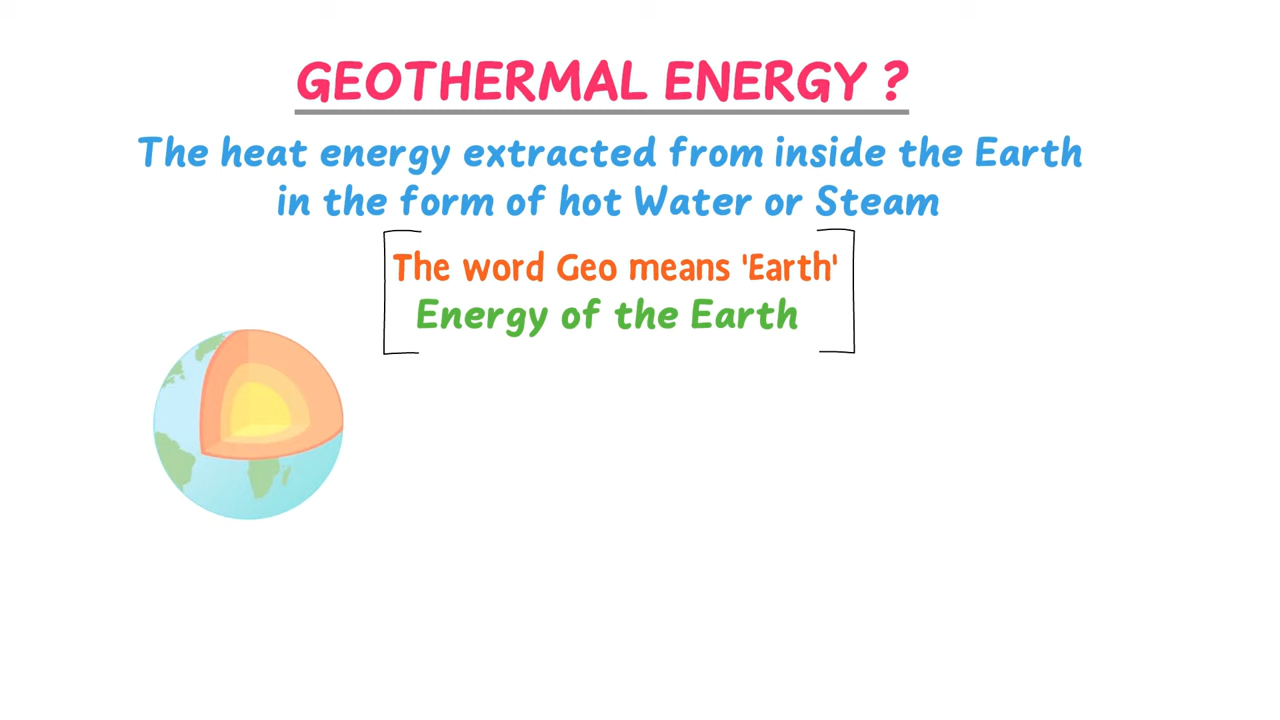 GEOTHERMAL ENERGY ?
The heat energy extracted from inside the Earth
in the form of hot Water or Steam
The word Geo means 'Earth'
Energy of the Earth